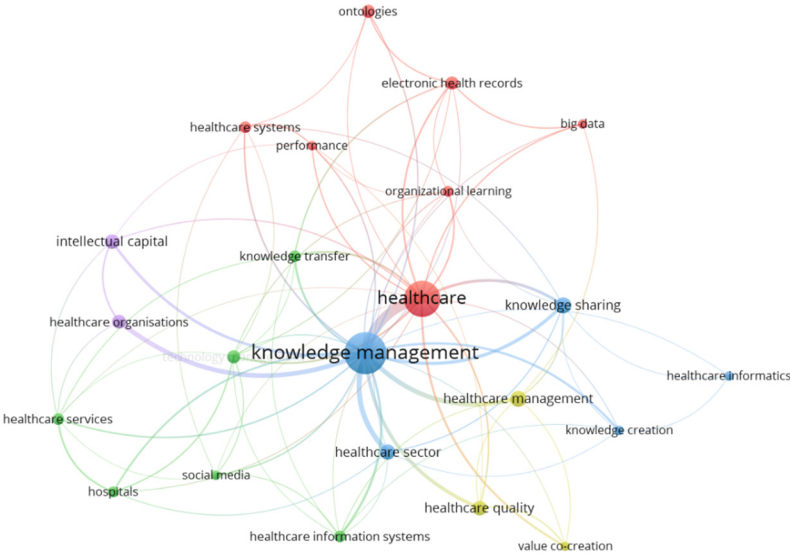 ontologies
electronic health records
big data
healthcare systems
performance
organizational learning
intellectual capital
knowledge transfer
healthcare
knowledge sharing
healthcare organisations
knowledge management
technology
healthcare informatics
healthcare management
healthcare services
knowledge creation
healthcare sector
social media
hospitals
healthcare quality
healthcare information systems
value co-creation